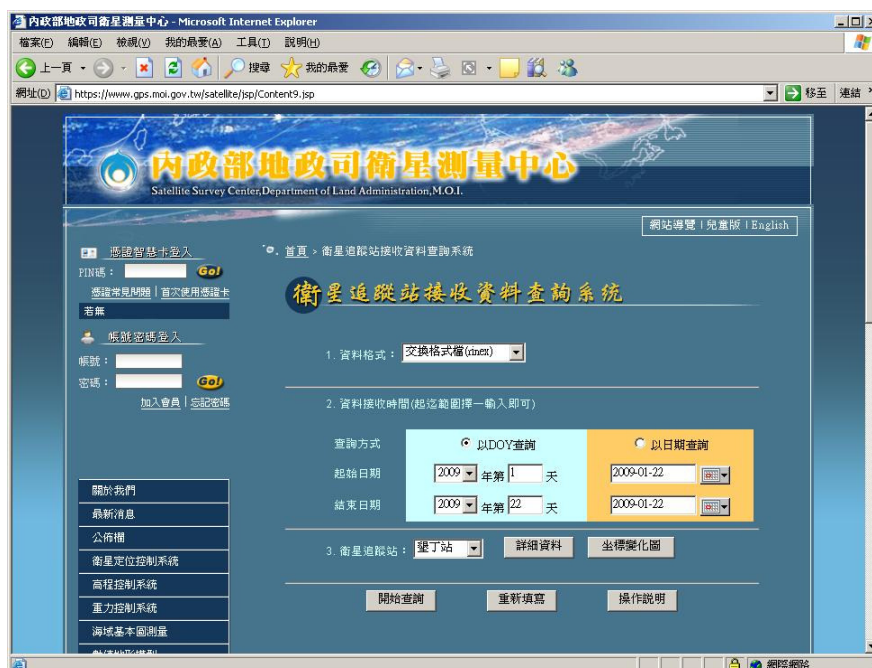 內政部地政司衛星測量中心 - Microsoft Internet Explorer
檔案(F) 編輯(E) 檢視(V) 我的最愛(A) 工具(T) 說明(H)
上一頁 搜尋 我的最愛
網址(D) https://www.gps.moi.gov.tw/satellite/jsp/Content9.jsp 移至 連結 »
內政部地政司衛星測量中心
Satellite Survey Center,Department of Land Administration,M.O.I.
網站導覽 | 兒童版 | English
憑證智慧卡登入
PIN碼： Go!
憑證常見問題 | 首次使用憑證卡
若無
帳號密碼登入
帳號：
密碼： Go!
加入會員 | 忘記密碼
關於我們
最新消息
公佈欄
衛星定位控制系統
高程控制系統
重力控制系統
海域基本圖測量
數值地形模型
首頁 > 衛星追蹤站接收資料查詢系統
衛星追蹤站接收資料查詢系統
1. 資料格式： 交換格式檔(rinex)
2. 資料接收時間(起迄範圍擇一輸入即可)
查詢方式 以DOY查詢 以日期查詢
起始日期 2009 年第 1 天 2009-01-22
結束日期 2009 年第 22 天 2009-01-22
3. 衛星追蹤站： 墾丁站 詳細資料 坐標變化圖
開始查詢 重新填寫 操作說明
網際網路